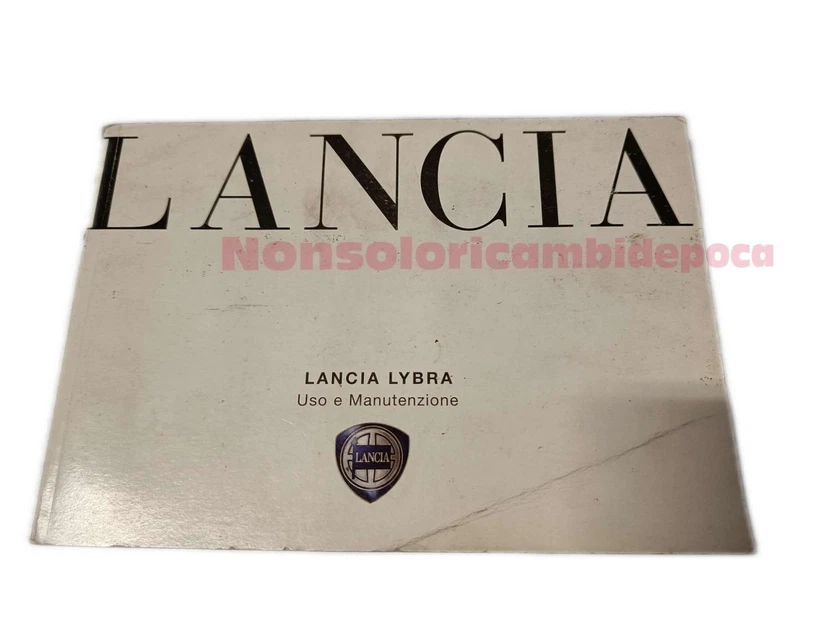 LANCIA
Nonsoloricambidepoca
LANCIA LYBRA
Uso e Manutenzione
LANCIA